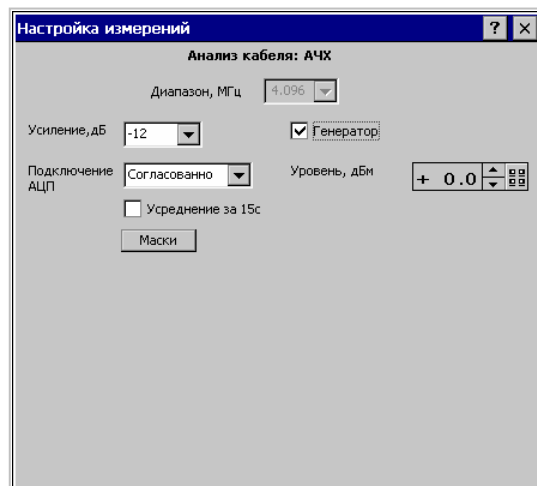 Настройка измерений ? ×
Анализ кабеля: АЧХ
Диапазон, МГц 4.096
Усиление,дБ -12 Генератор
Подключение АЦП Согласованно Уровень, дБм + 0.0
Усреднение за 15с
Маски